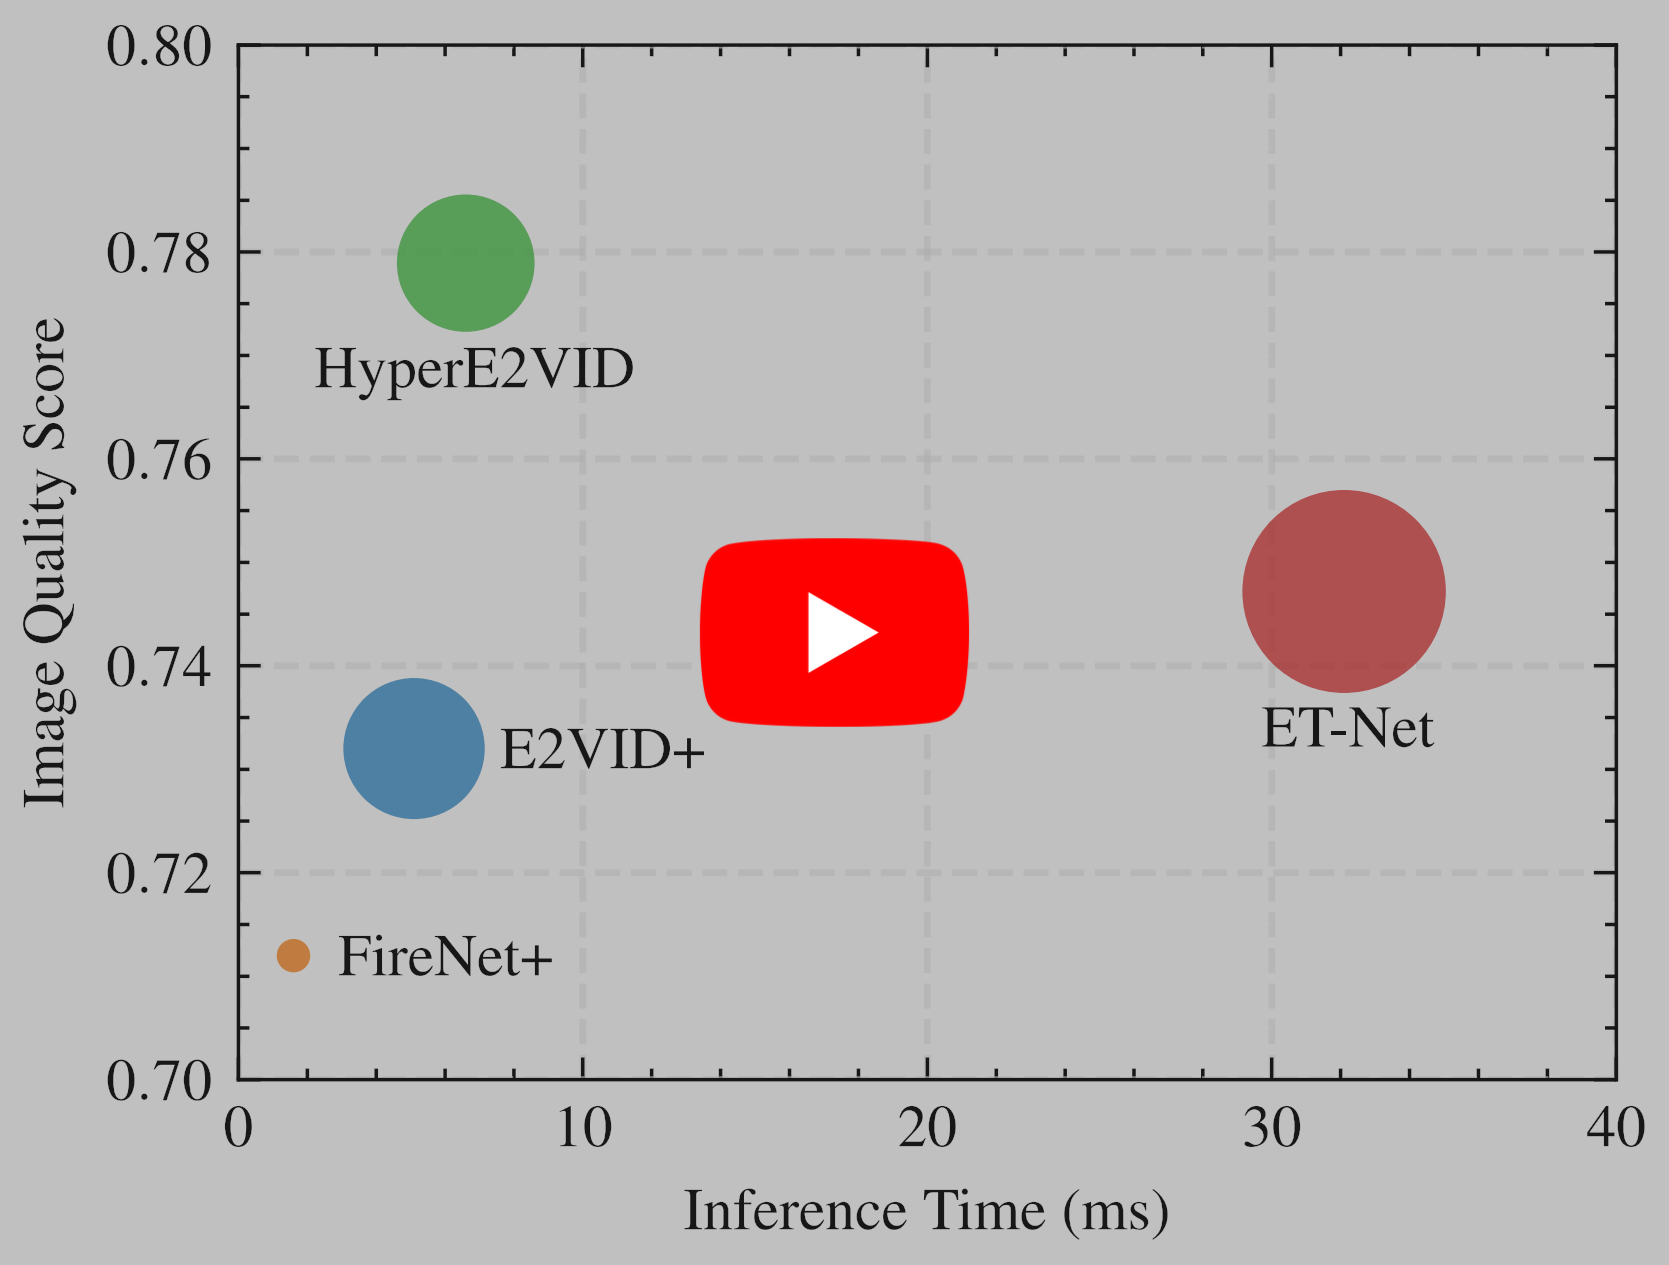 0.80
0.78
HyperE2VID
0.76
Image Quality Score
0.74
ET-Net
E2VID+
0.72
FireNet+
0.70
0 10 20 30 40
Inference Time (ms)